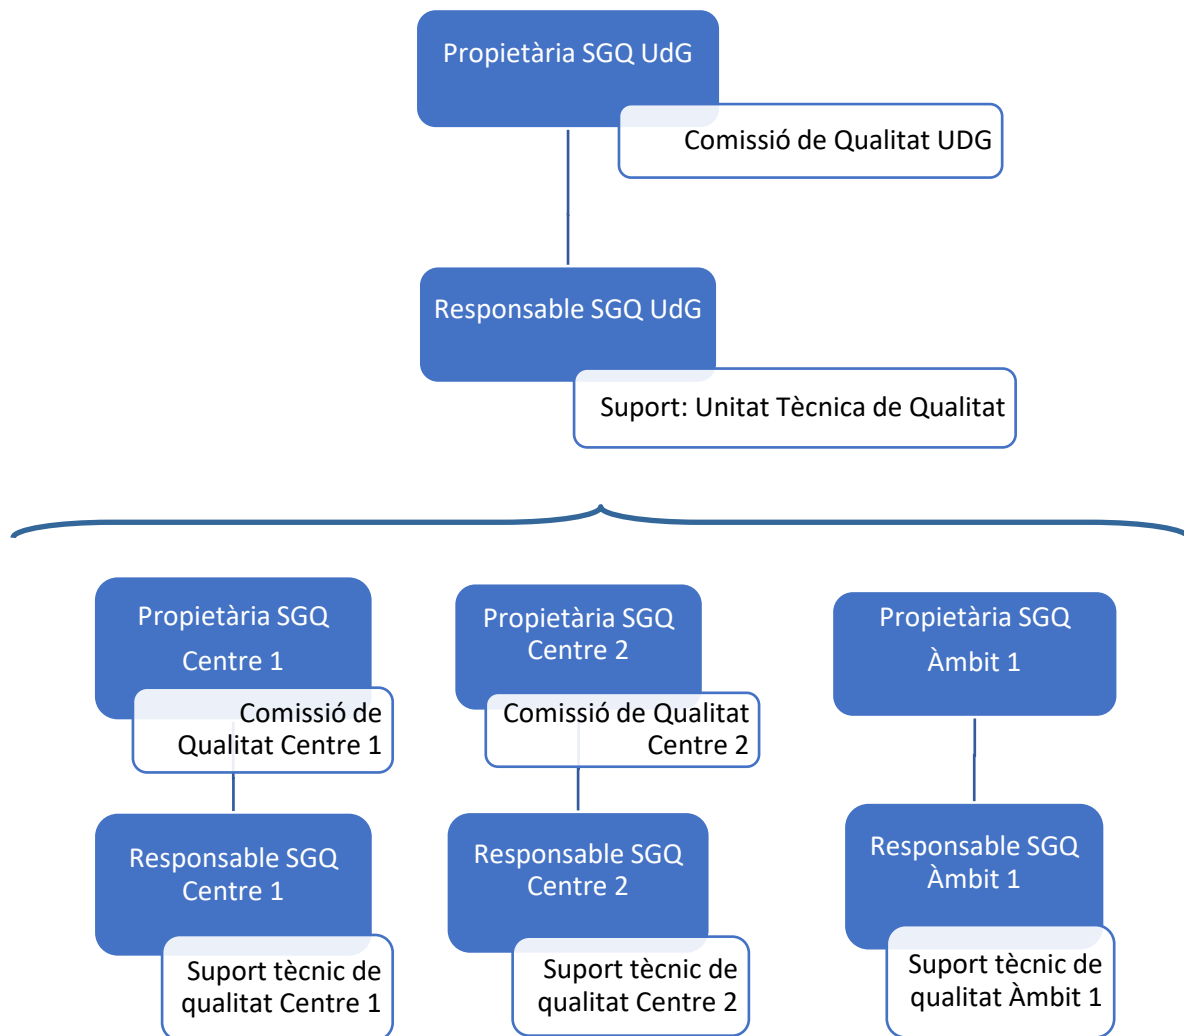 Propietària SGQ UdG
Comissió de Qualitat UDG
Responsable SGQ UdG
Suport: Unitat Tècnica de Qualitat
Propietària SGQ
Centre 1
Comissió de
Qualitat Centre 1
Responsable SGQ
Centre 1
Suport tècnic de
qualitat Centre 1
Propietària SGQ
Centre 2
Comissió de Qualitat
Centre 2
Responsable SGQ
Centre 2
Suport tècnic de
qualitat Centre 2
Propietària SGQ
Àmbit 1
Responsable SGQ
Àmbit 1
Suport tècnic de
qualitat Àmbit 1